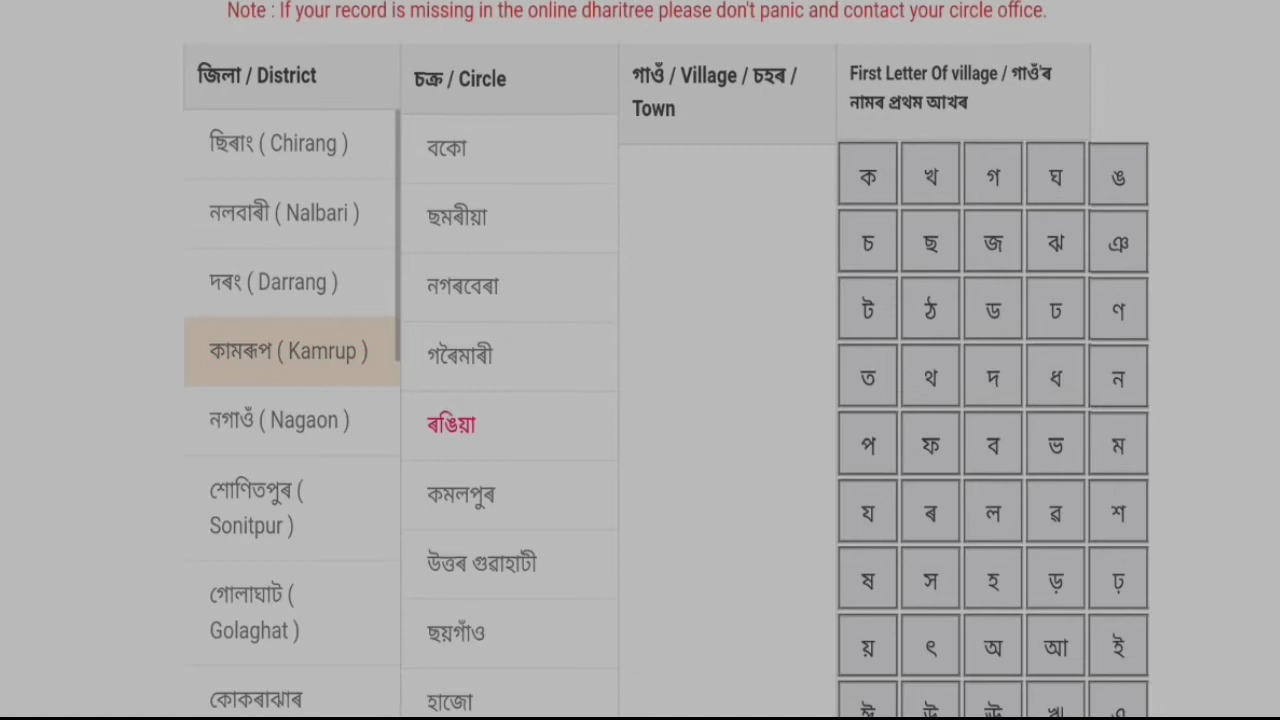 Note : If your record is missing in the online dharitree please don't panic and contact your circle office.
জিলা / District
চক্ৰ / Circle
গাওঁ / Village / চহৰ /
Town
First Letter Of village / গাওঁৰ
নামৰ প্ৰথম আখৰ
ছিৰাং ( Chirang )
নলবাৰী ( Nalbari )
দৰং ( Darrang )
কামৰূপ ( Kamrup )
নগাওঁ ( Nagaon )
শোণিতপুৰ (
Sonitpur )
গোলাঘাট (
Golaghat )
কোকৰাঝাৰ
বকো
ছমৰীয়া
নগৰবেৰা
গৰৈমাৰী
ৰঙিয়া
কমলপুৰ
উত্তৰ গুৱাহাটী
ছয়গাঁও
হাজো
ক খ গ ঘ ঙ
চ ছ জ ঝ ঞ
ট ঠ ড ঢ ণ
ত থ দ ধ ন
প ফ ব ভ ম
য ৰ ল ৱ শ
ষ স হ ড় ঢ়
য় ৎ অ আ ই
ঈ উ ঊ ঋ এ